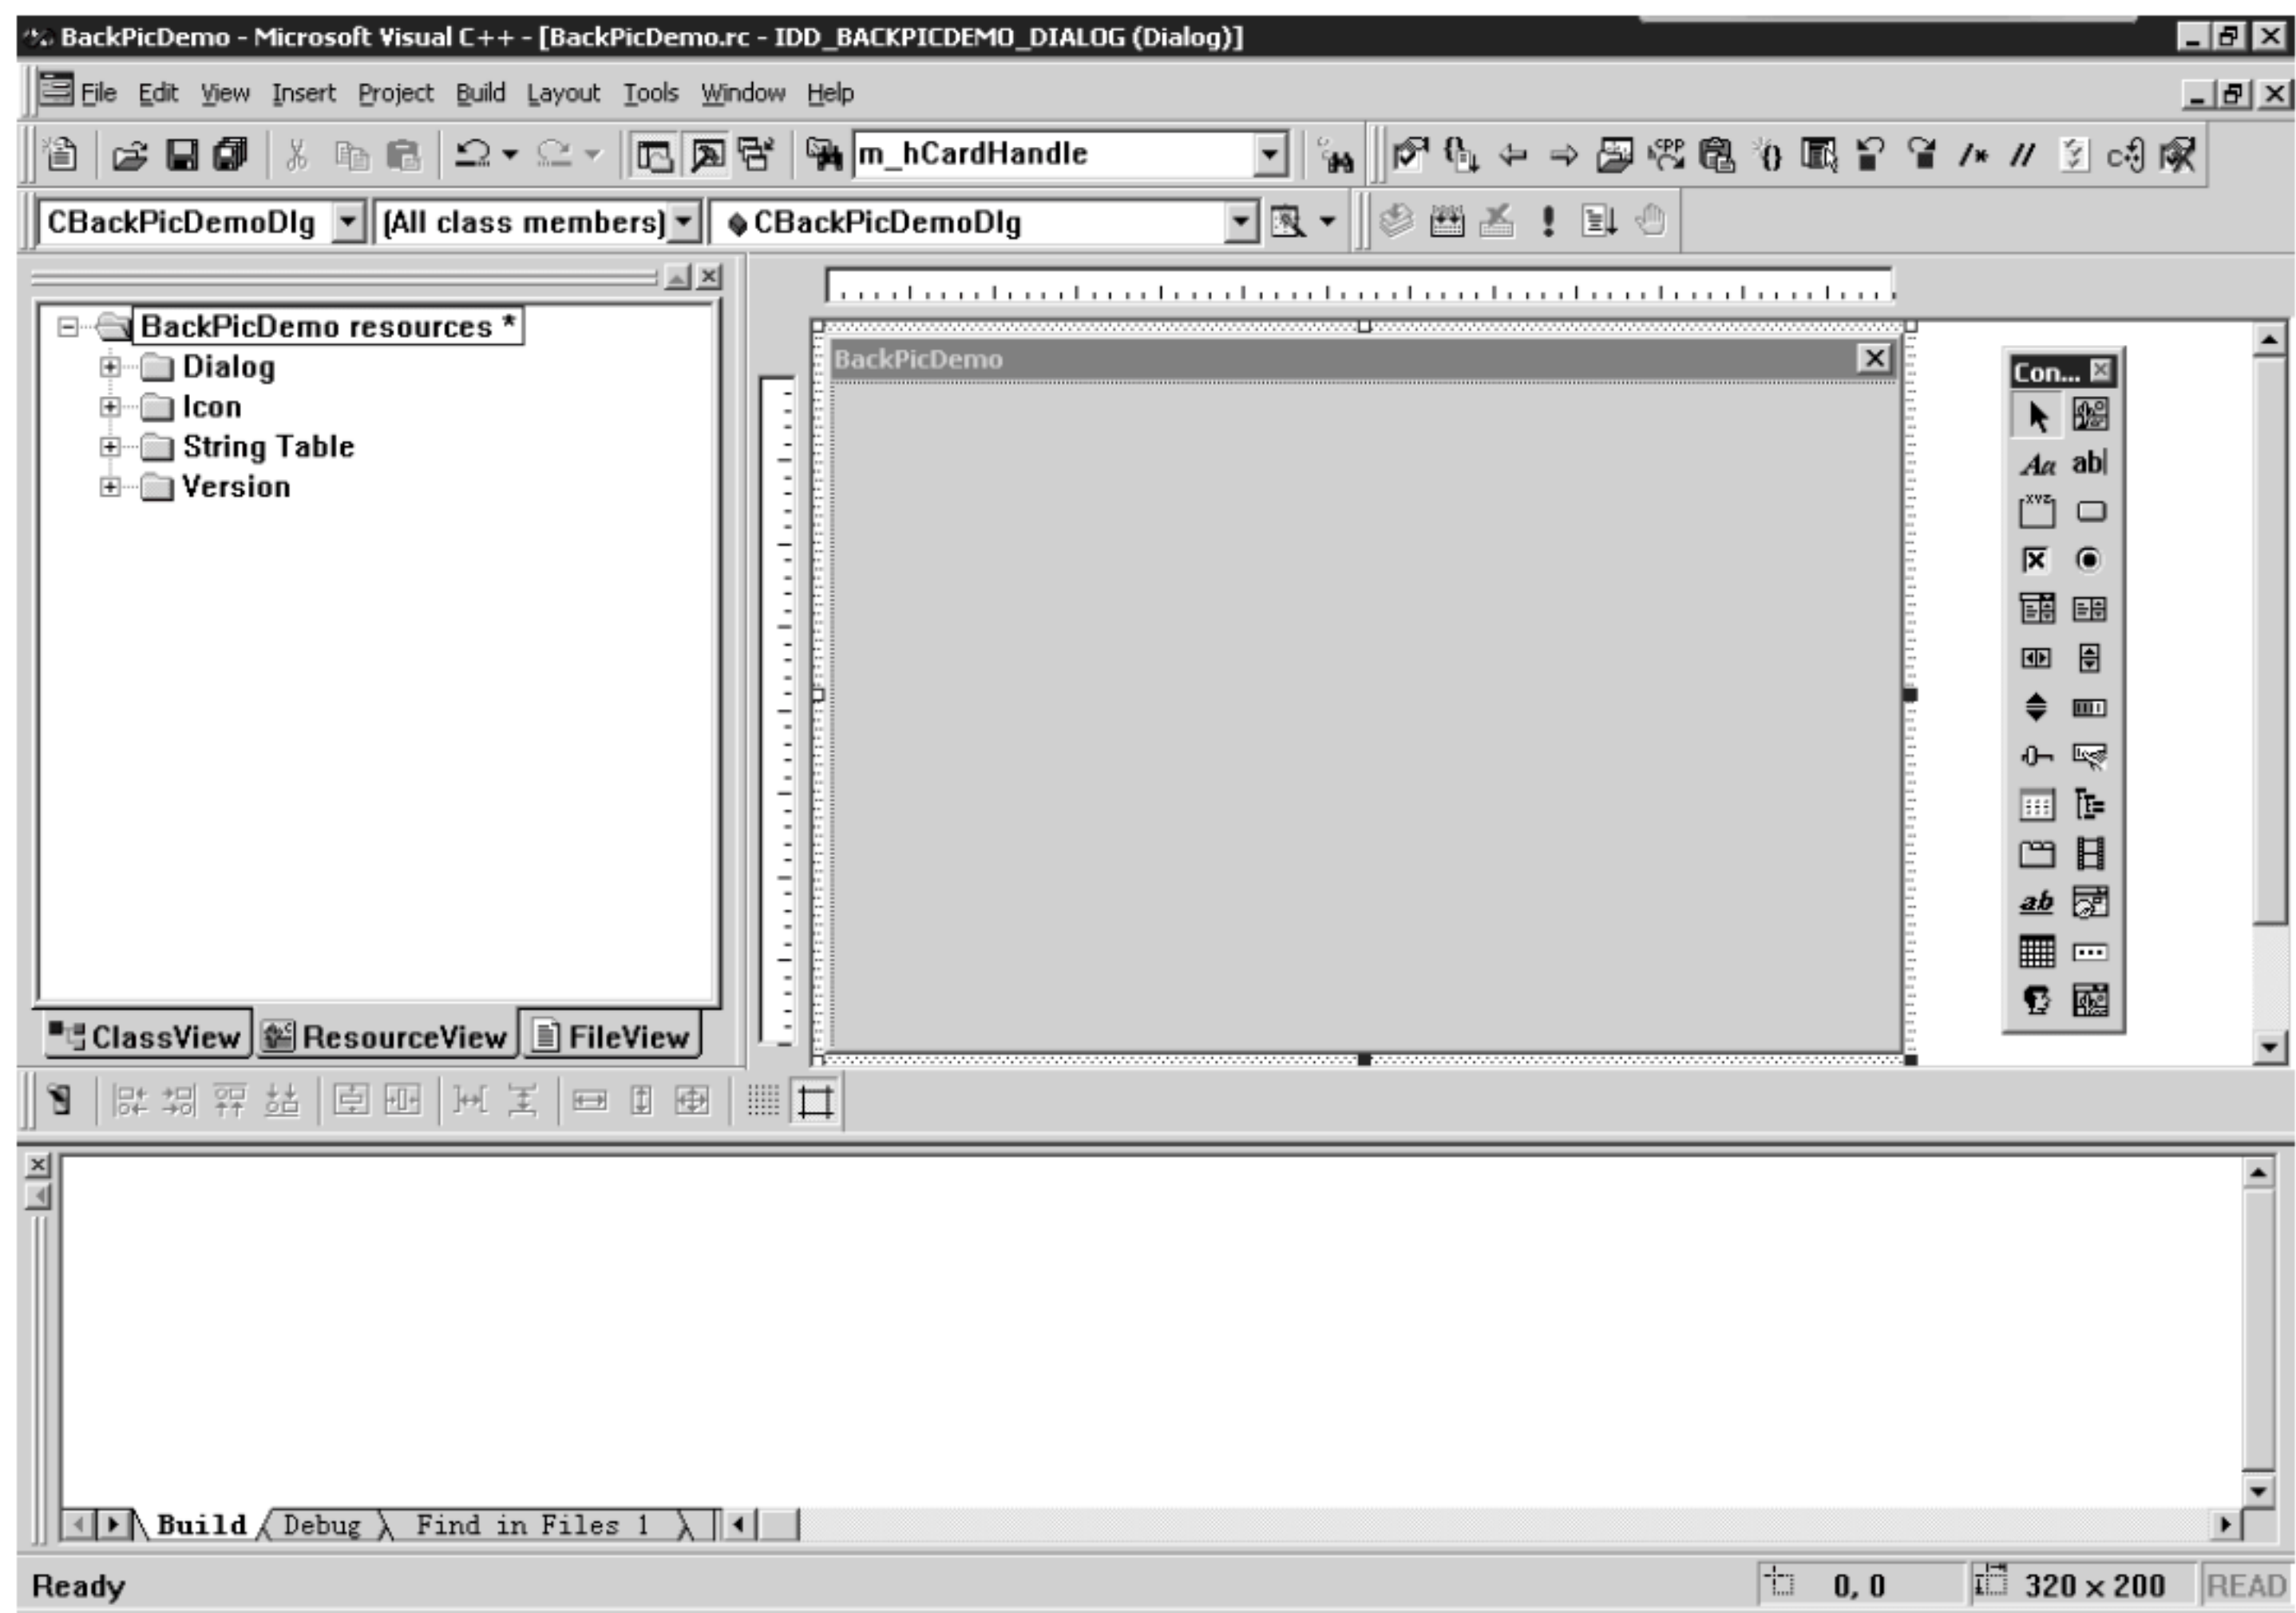 BackPicDemo - Microsoft Visual C++ - [BackPicDemo.rc - IDD_BACKPICDEMO_DIALOG (Dialog)]
File Edit View Insert Project Build Layout Tools Window Help
m_hCardHandle
CBackPicDemoDlg (All class members) CBackPicDemoDlg
BackPicDemo resources *
Dialog
Icon
String Table
Version
ClassView ResourceView FileView
BackPicDemo
Con...
Aa ab|
XYZ
ab
Build Debug Find in Files 1
Ready 0, 0 320 × 200 READ